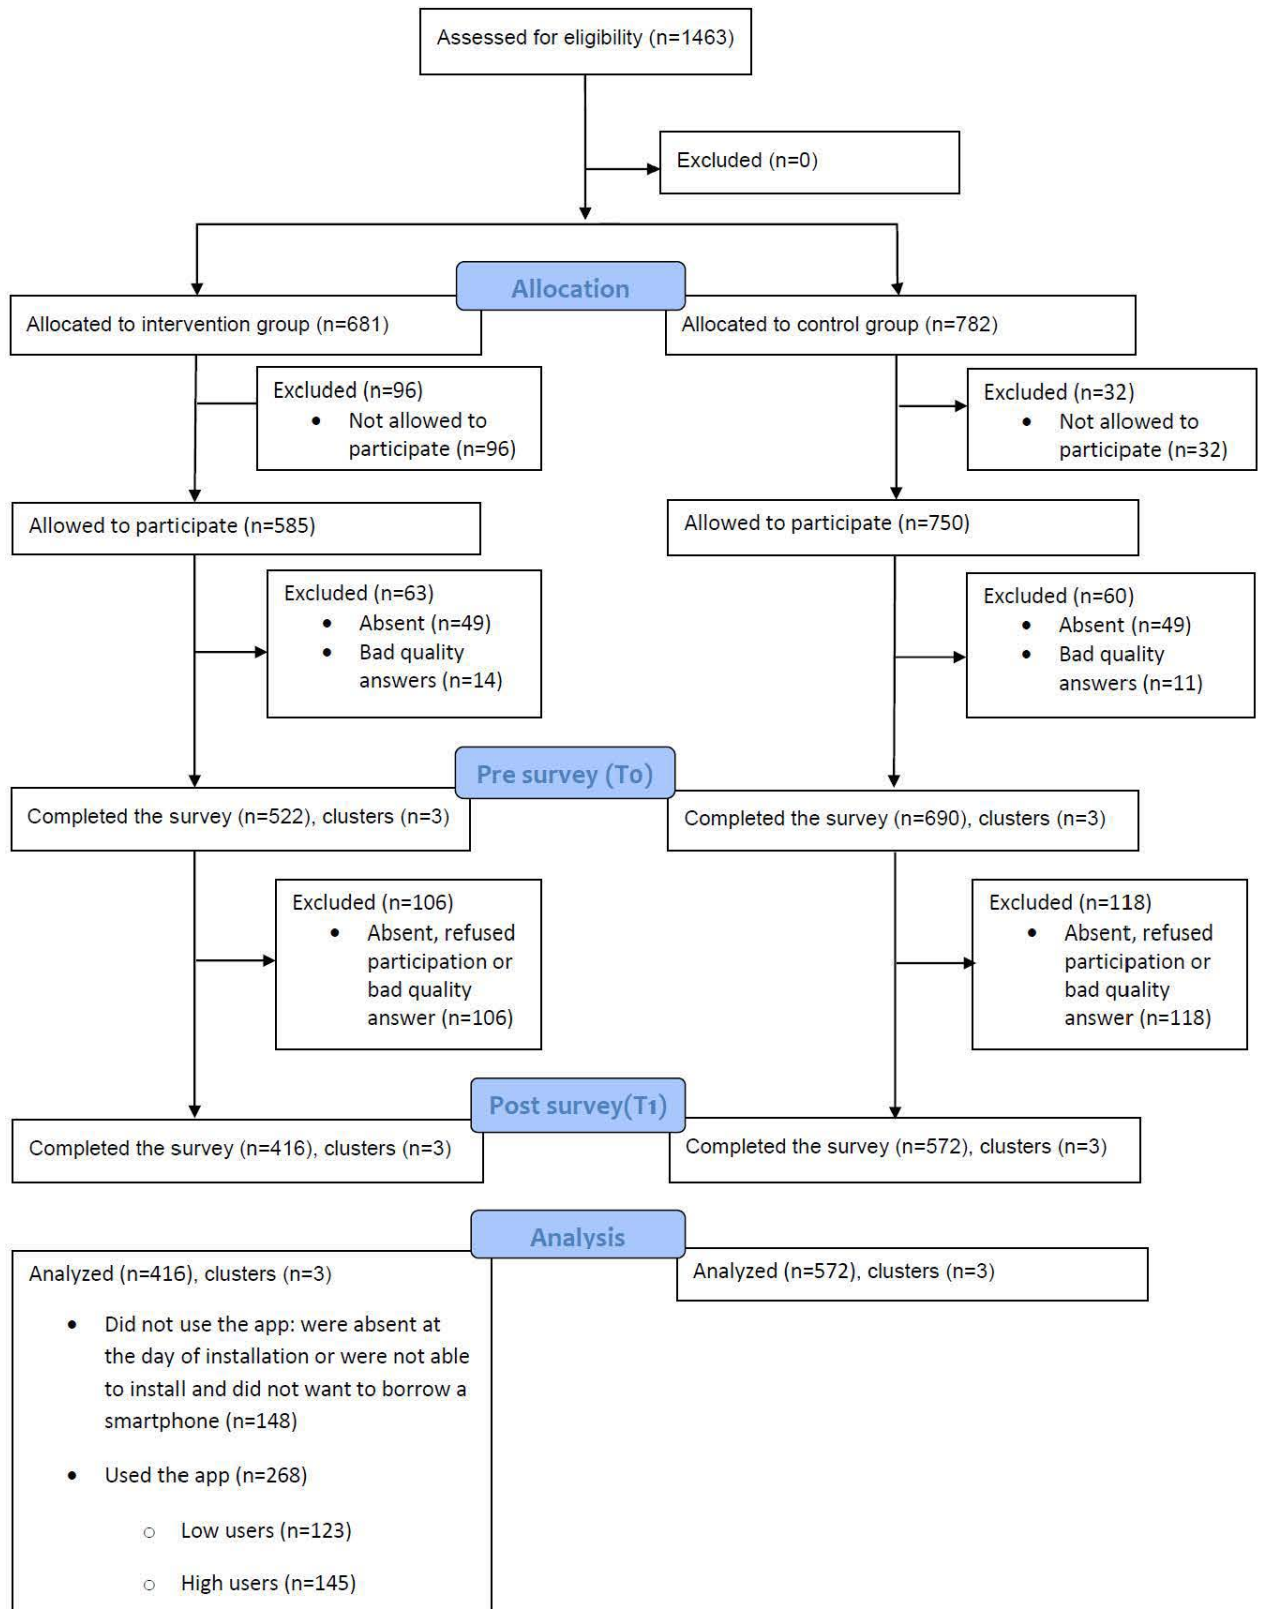 Assessed for eligibility (n=1463)
Excluded (n=0)
Allocation
Allocated to intervention group (n=681)
Allocated to control group (n=782)
Excluded (n=96)
• Not allowed to
participate (n=96)
Excluded (n=32)
• Not allowed to
participate (n=32)
Allowed to participate (n=585)
Allowed to participate (n=750)
Excluded (n=63)
• Absent (n=49)
• Bad quality
answers (n=14)
Excluded (n=60)
• Absent (n=49)
• Bad quality
answers (n=11)
Pre survey (T0)
Completed the survey (n=522), clusters (n=3)
Completed the survey (n=690), clusters (n=3)
Excluded (n=106)
• Absent, refused
participation or
bad quality
answer (n=106)
Excluded (n=118)
• Absent, refused
participation or
bad quality
answer (n=118)
Post survey(T1)
Completed the survey (n=416), clusters (n=3)
Completed the survey (n=572), clusters (n=3)
Analysis
Analyzed (n=416), clusters (n=3)
• Did not use the app: were absent at
the day of installation or were not able
to install and did not want to borrow a
smartphone (n=148)
• Used the app (n=268)
○ Low users (n=123)
○ High users (n=145)
Analyzed (n=572), clusters (n=3)